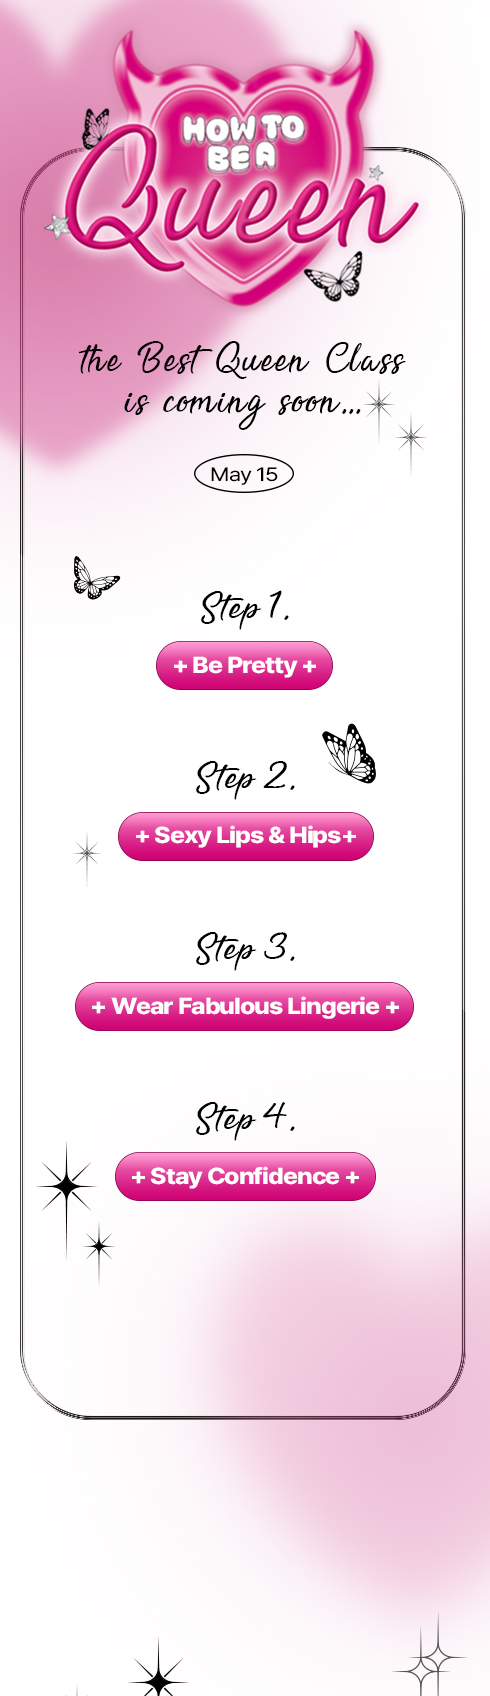 HOW TO
BE A
Queen
the Best Queen Class
is coming soon...
May 15
Step 1.
+ Be Pretty +
Step 2.
+ Sexy Lips & Hips+
Step 3.
+ Wear Fabulous Lingerie +
Step 4.
+ Stay Confidence +